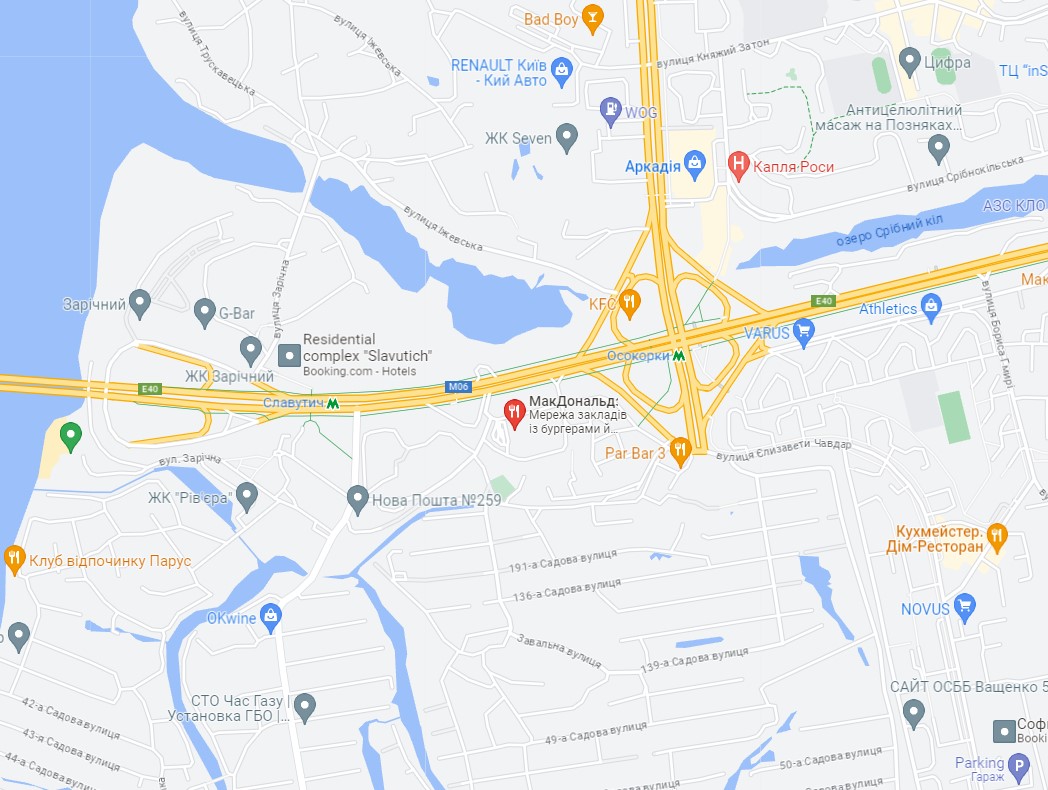 Bad Boy
вулиця Трускавецька
вулиця Їжевська
вулиця Княжий Затон
RENAULT Київ
- Кий Авто
Цифра
ТЦ “inS
WOG
Антицелюлітний
масаж на Позняках...
ЖК Seven
Аркадія
Капля Роси
вулиця Срібнокільська
АЗС КЛО
вулиця Їжевська
озеро Срібний кіл
вулиця Зарічна
Мак
Зарічний
G-Bar
KFC
E40
Athletics
VARUS
вулиця Бориса Гмирі
Residential
complex "Slavutich"
Booking.com - Hotels
Осокорки
ЖК Зарічний
E40
M06
Славутич
МакДональд:
Мережа закладів
із бургерами й...
Par Bar 3
вулиця Єлизавети Чавдар
вул. Зарічна
ЖК "Рів'єра"
Нова Пошта №259
Клуб відпочинку Парус
191-а Садова вулиця
136-а Садова вулиця
Кухмейстер.
Дім-Ресторан
OKwine
NOVUS
Завальна вулиця
139-а Садова вулиця
САЙТ ОСББ Ващенко 5
СТО Час Газу |
Установка ГБО |...
42-а Садова вулиця
43-я Садова вулиця
44-а Садова вулиця
49-а Садова вулиця
50-а Садова вулиця
Софі
Booki
Parking
Гараж